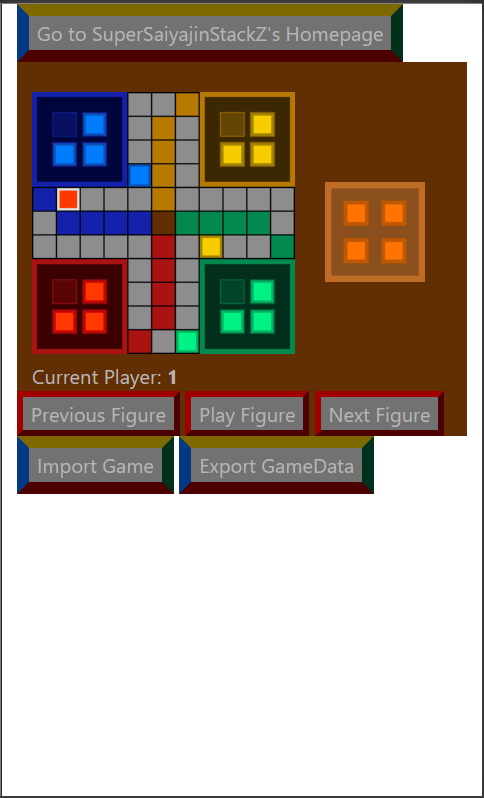 Go to SuperSaiyajinStackZ's Homepage
Current Player: 1
Previous Figure Play Figure Next Figure
Import Game Export GameData